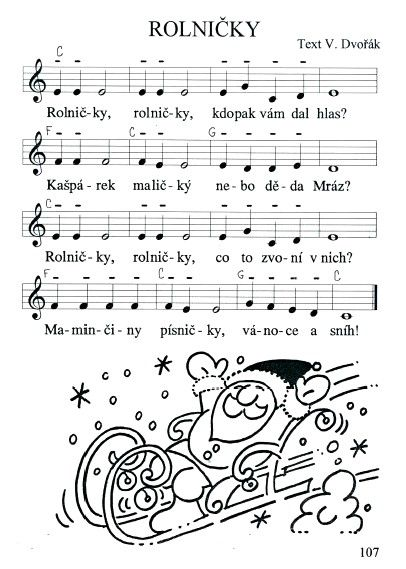 ROLNIČKY
Text V. Dvořák
C
Rolnič-ky, rolnič-ky, kdopak vám dal hlas?
F C G
Kašpá-rek malič-ký ne-bo dě-da Mráz?
C
Rolnič-ky, rolnič-ky, co to zvo-ní v nich?
F C G C
Ma-min-či-ny písnič-ky, vá-no-ce a sníh!
107